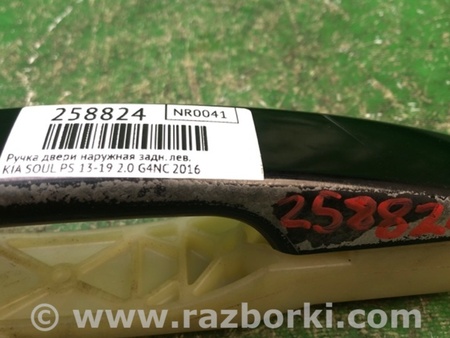 258824
NR0041
Ручка двери наружная задн.лев.
KIA SOUL PS 13-19 2.0 G4NC 2016
25882
www.razborki.com